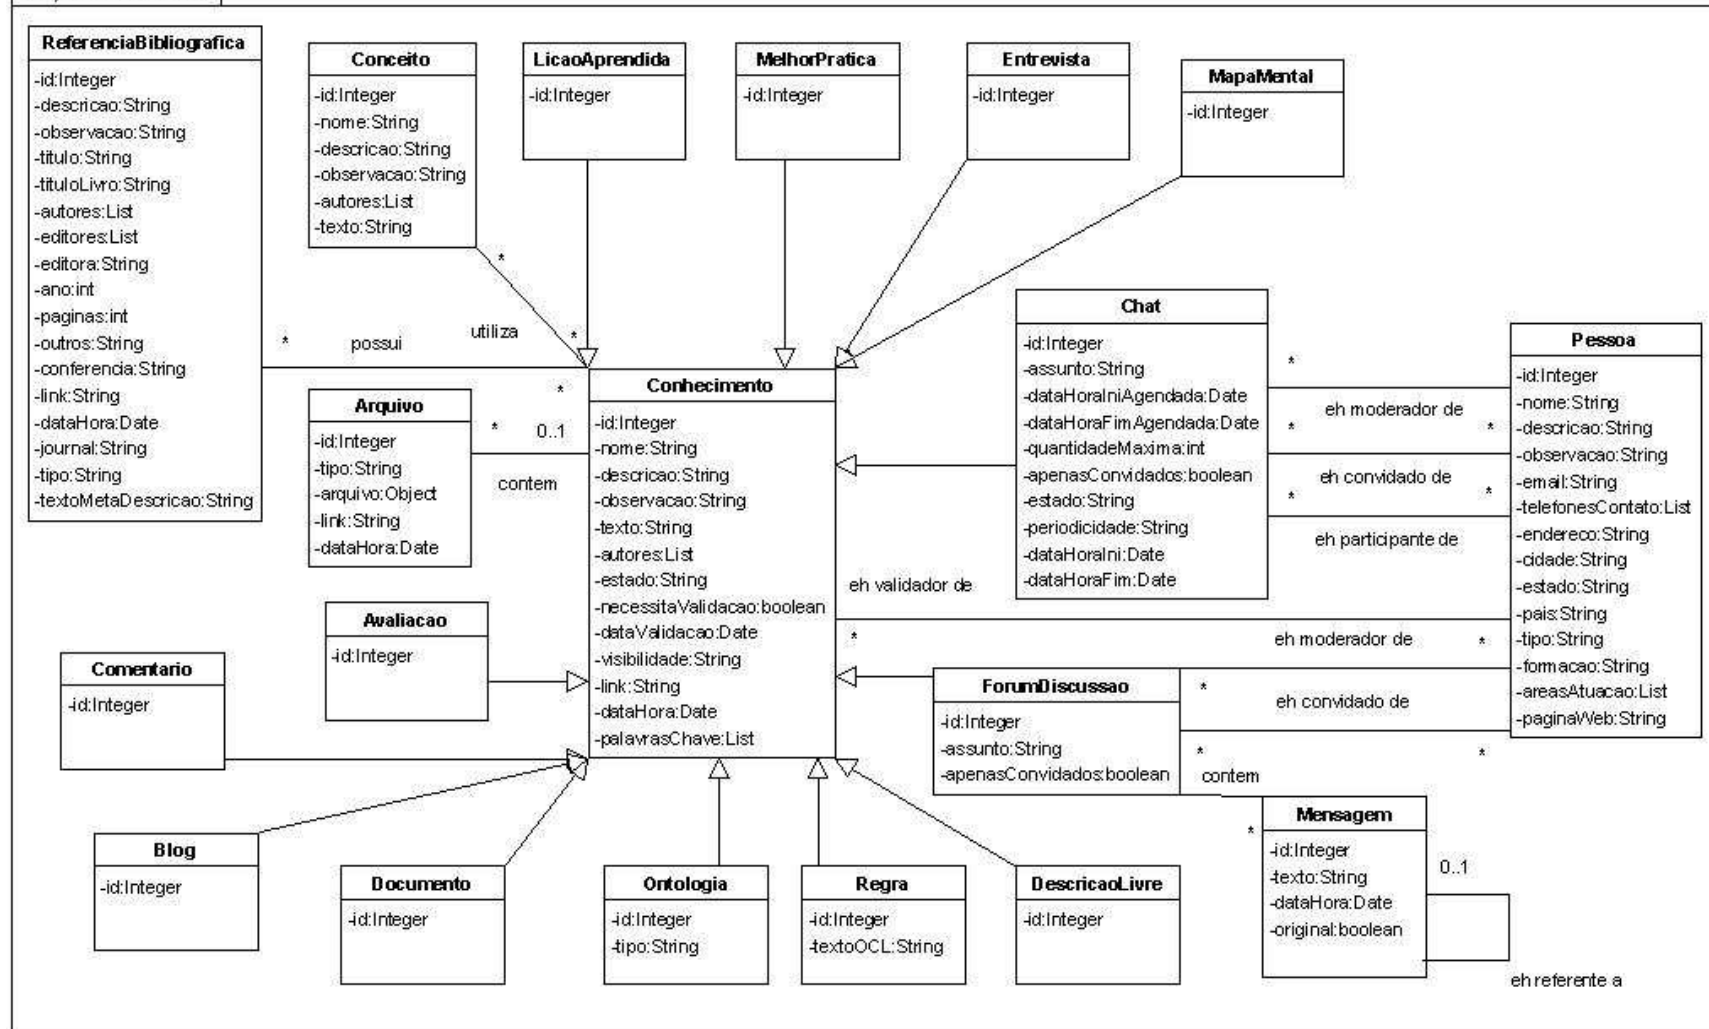 ReferenciaBibliografica
-id:Integer
-descricao:String
-observacao:String
-titulo:String
-tituloLivro:String
-autores:List
-editores:List
-editora:String
-ano:int
-paginas:int
-outros:String
-conferencia:String
-link:String
-dataHora:Date
-journal:String
-tipo:String
-textoMetaDescricao:String
Conceito
-id:Integer
-nome:String
-descricao:String
-observacao:String
-autores:List
-texto:String
LicaoAprendida
-id:Integer
MelhorPratica
-id:Integer
Entrevista
-id:Integer
MapaMental
-id:Integer
*
utiliza
*
*
possui
*
Arquivo
-id:Integer
-tipo:String
-arquivo:Object
-link:String
-dataHora:Date
*
0..1
contem
Conhecimento
-id:Integer
-nome:String
-descricao:String
-observacao:String
-texto:String
-autores:List
-estado:String
-necessitaValidacao:boolean
-dataValidacao:Date
-visibilidade:String
-link:String
-dataHora:Date
-palavrasChave:List
Chat
-id:Integer
-assunto:String
-dataHoraIniAgendada:Date
-dataHoraFimAgendada:Date
-quantidadeMaxima:int
-apenasConvidados:boolean
-estado:String
-periodicidade:String
-dataHoraIni:Date
-dataHoraFim:Date
*
eh moderador de
*
*
eh convidado de
*
*
eh participante de
Pessoa
-id:Integer
-nome:String
-descricao:String
-observacao:String
-email:String
-telefonesContato:List
-endereco:String
-cidade:String
-estado:String
-pais:String
-tipo:String
-formacao:String
-areasAtuacao:List
-paginaWeb:String
eh validador de
*
eh moderador de
*
Avaliacao
-id:Integer
Comentario
-id:Integer
ForumDiscussao
-id:Integer
-assunto:String
-apenasConvidados:boolean
*
eh convidado de
*
*
contem
*
Mensagem
-id:Integer
-texto:String
-dataHora:Date
-original:boolean
0..1
eh referente a
Blog
-id:Integer
Documento
-id:Integer
Ontologia
-id:Integer
-tipo:String
Regra
-id:Integer
-textoOCL:String
DescricaoLivre
-id:Integer